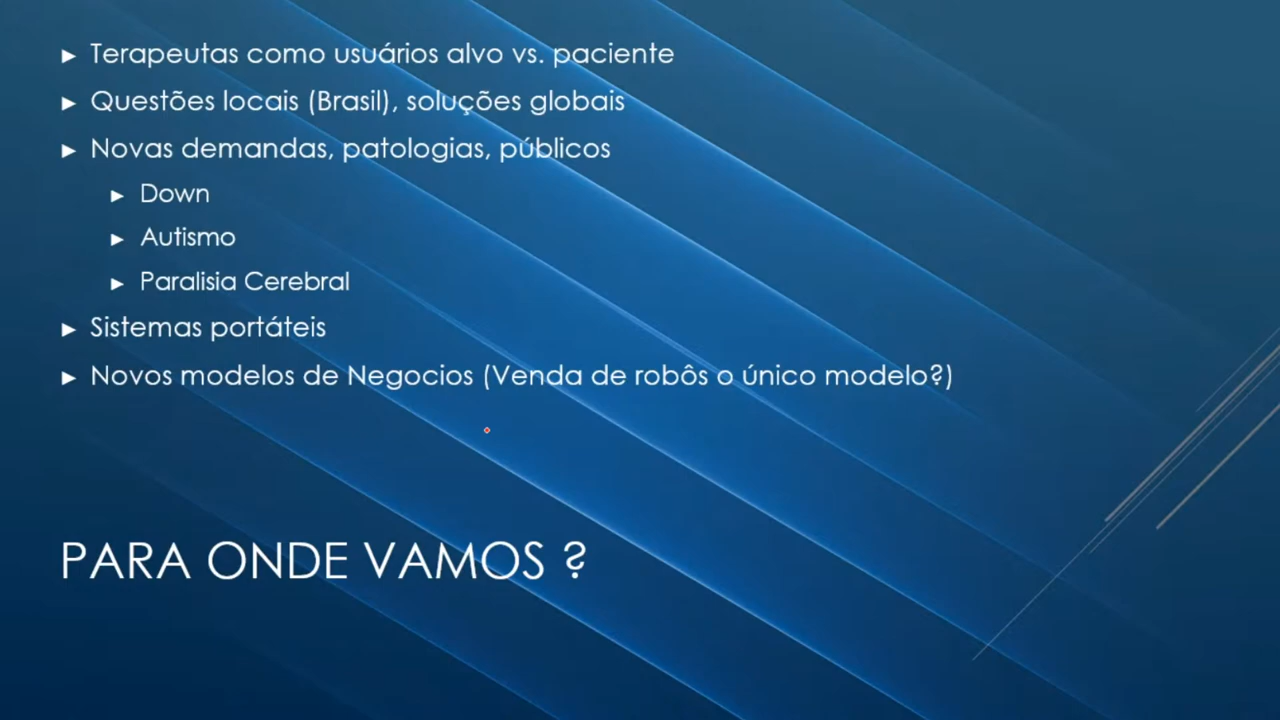 Terapeutas como usuários alvo vs. paciente
Questões locais (Brasil), soluções globais
Novas demandas, patologias, públicos
Down
Autismo
Paralisia Cerebral
Sistemas portáteis
Novos modelos de Negocios (Venda de robôs o único modelo?)
PARA ONDE VAMOS ?